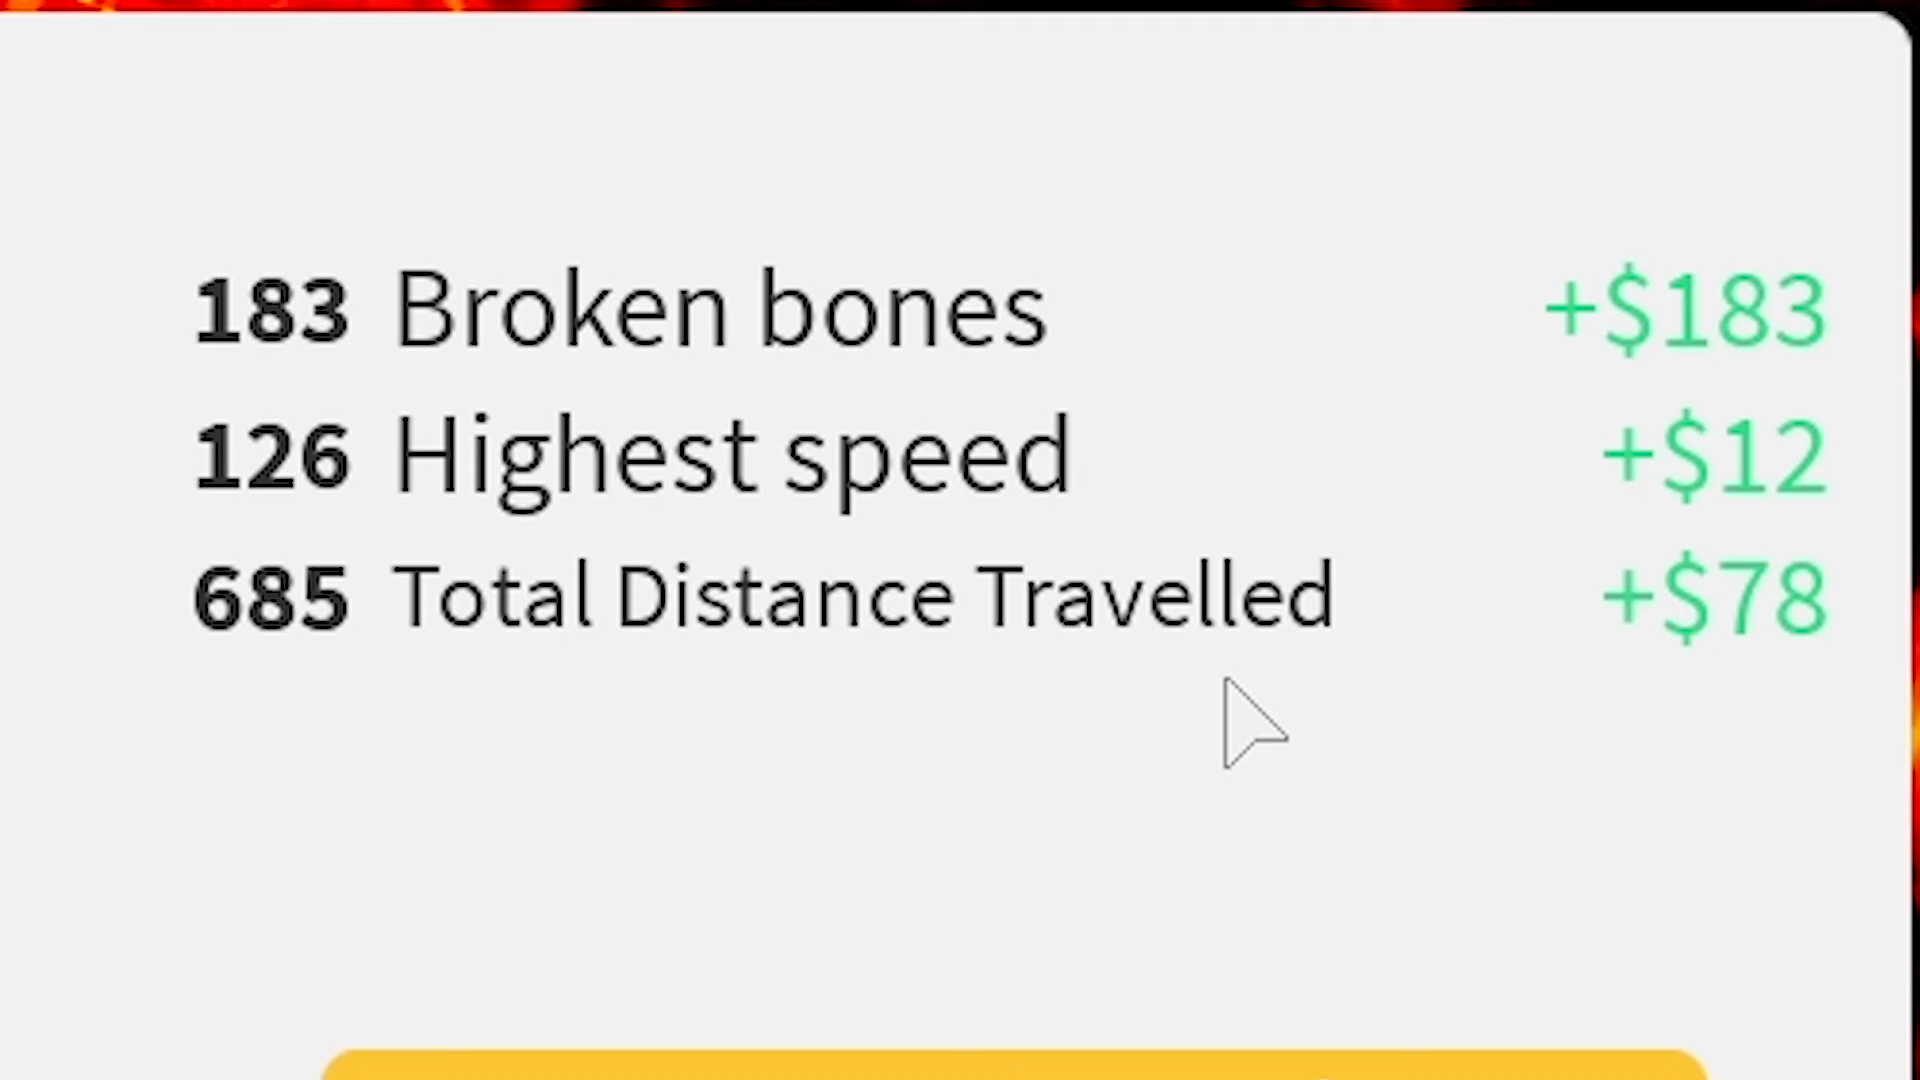 183 Broken bones +$183
126 Highest speed +$12
685 Total Distance Travelled +$78